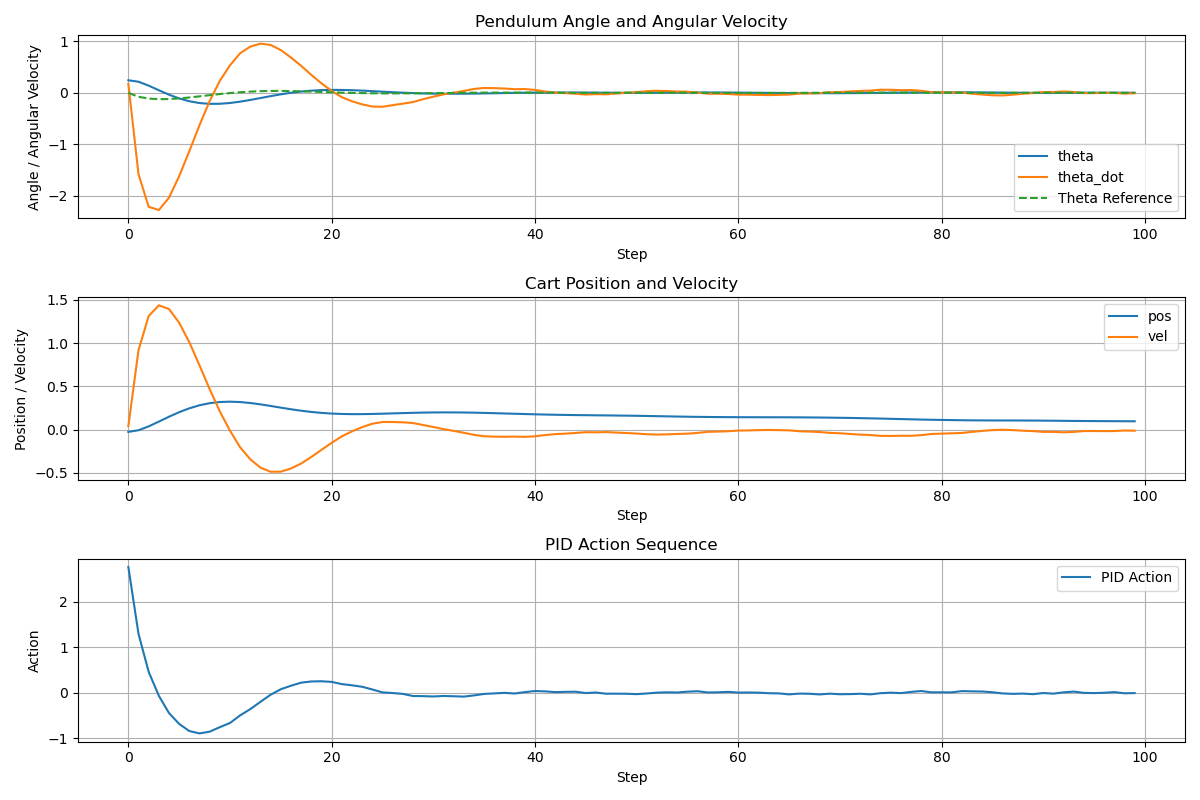 Pendulum Angle and Angular Velocity
Angle / Angular Velocity
1
0
−1
−2
theta
theta_dot
Theta Reference
0 20 40 60 80 100
Step
Cart Position and Velocity
Position / Velocity
1.5
1.0
0.5
0.0
−0.5
pos
vel
0 20 40 60 80 100
Step
PID Action Sequence
Action
2
1
0
−1
PID Action
0 20 40 60 80 100
Step